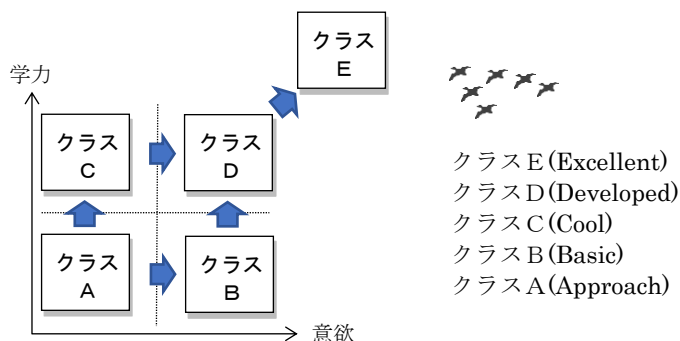 クラス
E
学力
クラス
C
クラス
D
クラス
A
クラス
B
意欲
クラスE(Excellent)
クラスD(Developed)
クラスC(Cool)
クラスB(Basic)
クラスA(Approach)